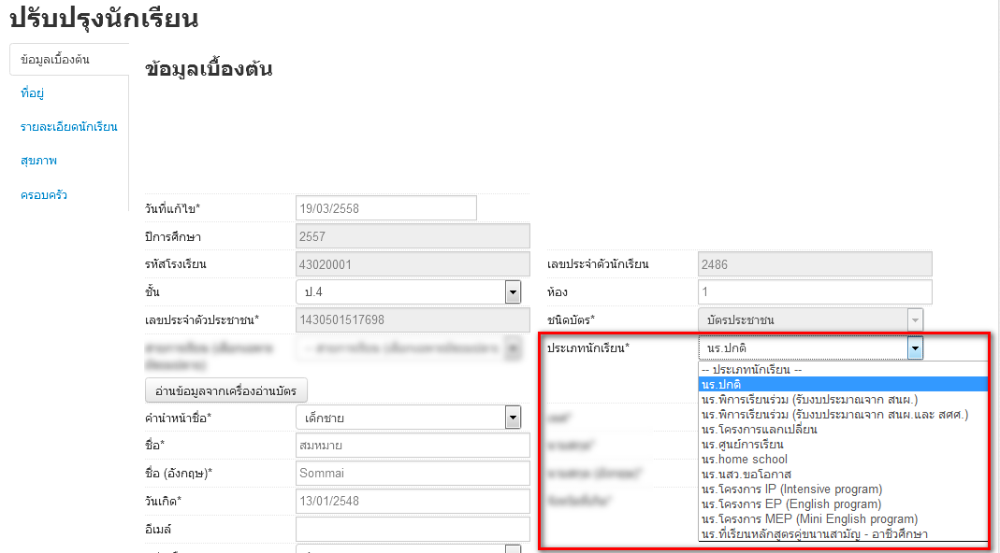 ปรับปรุงนักเรียน
ข้อมูลเบื้องต้น
ที่อยู่
รายละเอียดนักเรียน
สุขภาพ
ครอบครัว
ข้อมูลเบื้องต้น
วันที่แก้ไข* 19/03/2558
ปีการศึกษา 2557
รหัสโรงเรียน 43020001 เลขประจำตัวนักเรียน 2486
ชั้น ป.4 ห้อง 1
เลขประจำตัวประชาชน* 1430501517698 ชนิดบัตร* บัตรประชาชน
ประเภทนักเรียน* นร.ปกติ
-- ประเภทนักเรียน --
นร.ปกติ
นร.พิการเรียนร่วม (รับงบประมาณจาก สนผ.)
นร.พิการเรียนร่วม (รับงบประมาณจาก สนผ.และ สศศ.)
นร.โครงการแลกเปลี่ยน
นร.ศูนย์การเรียน
นร.home school
นร.นสว.ขอโอกาส
นร.โครงการ IP (Intensive program)
นร.โครงการ EP (English program)
นร.โครงการ MEP (Mini English program)
นร.ที่เรียนหลักสูตรคู่ขนานสามัญ - อาชีวศึกษา
อ่านข้อมูลจากเครื่องอ่านบัตร
คำนำหน้าชื่อ* เด็กชาย
ชื่อ* สมหมาย
ชื่อ (อังกฤษ)* Sommai
วันเกิด* 13/01/2548
อีเมล์